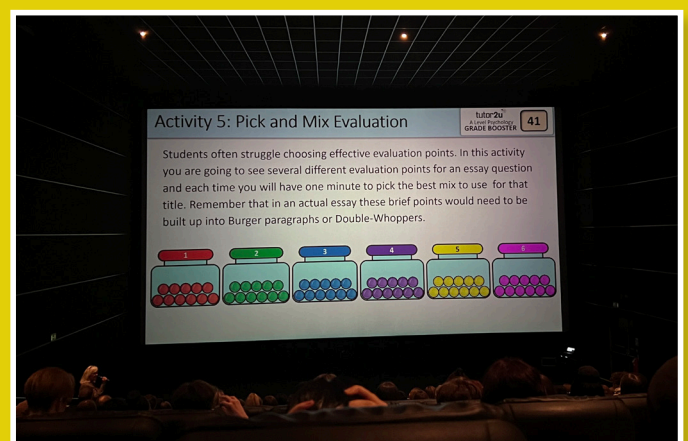 Activity 5: Pick and Mix Evaluation
tutor2u
A Level Psychology
GRADE BOOSTER
41
Students often struggle choosing effective evaluation points. In this activity
you are going to see several different evaluation points for an essay question
and each time you will have one minute to pick the best mix to use for that
title. Remember that in an actual essay these brief points would need to be
built up into Burger paragraphs or Double-Whoppers.
1 2 3 4 5 6